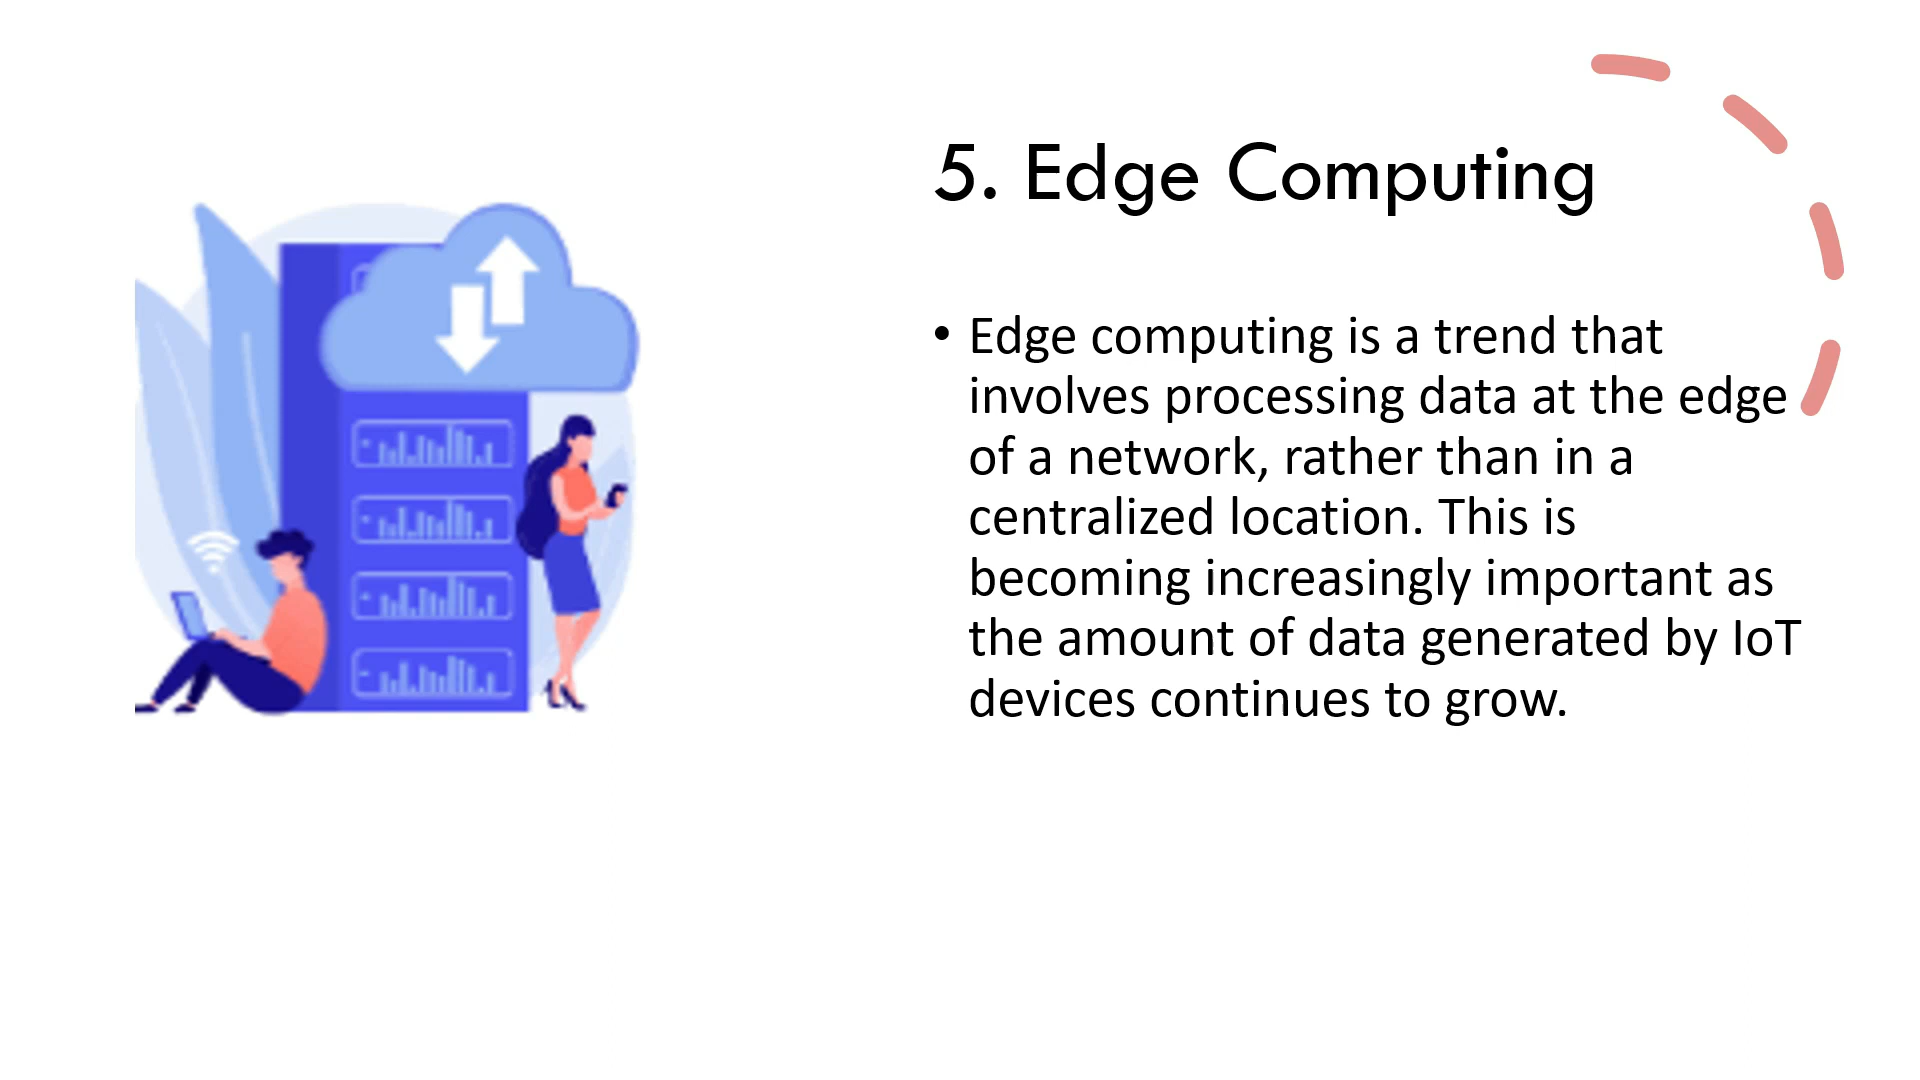 5. Edge Computing
• Edge computing is a trend that
involves processing data at the edge
of a network, rather than in a
centralized location. This is
becoming increasingly important as
the amount of data generated by IoT
devices continues to grow.